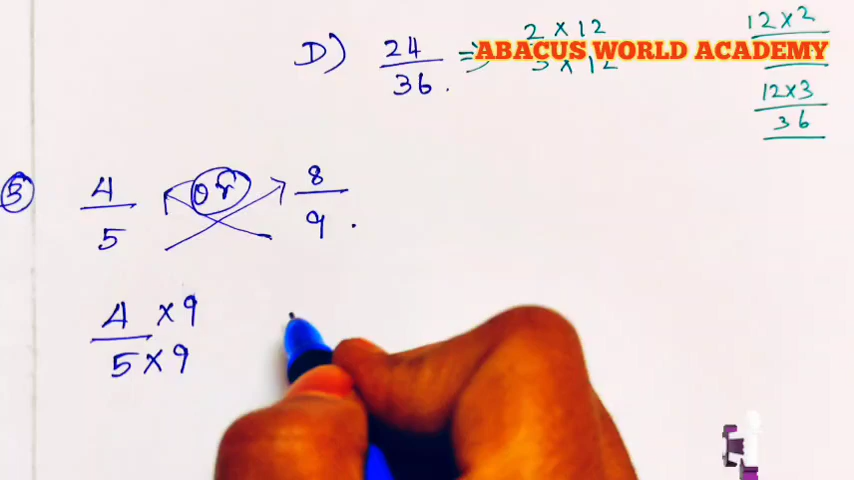 D) 24/36 ⇒ 2 × 12 / 3 × 12
12 × 2
12 × 3
36
ABACUS WORLD ACADEMY
5 4/5 or 8/9 .
4 × 9
5 × 9